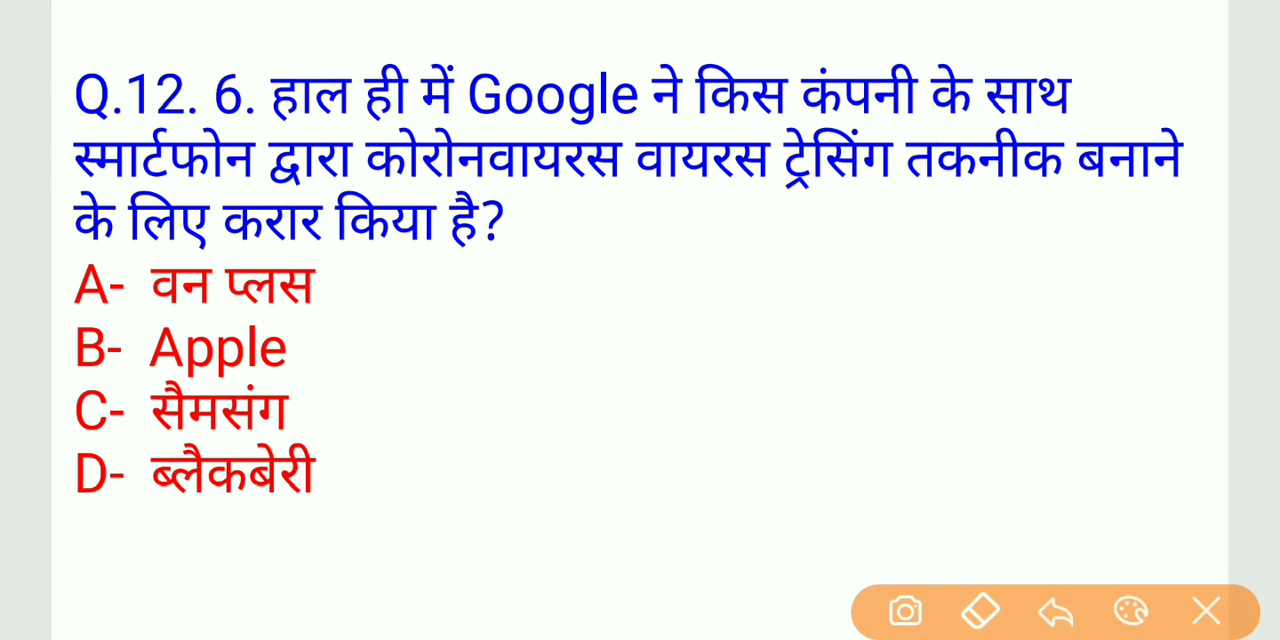 Q.12. 6. हाल ही में Google ने किस कंपनी के साथ
स्मार्टफोन द्वारा कोरोनवायरस वायरस ट्रेसिंग तकनीक बनाने
के लिए करार किया है?
A- वन प्लस
B- Apple
C- सैमसंग
D- ब्लैकबेरी